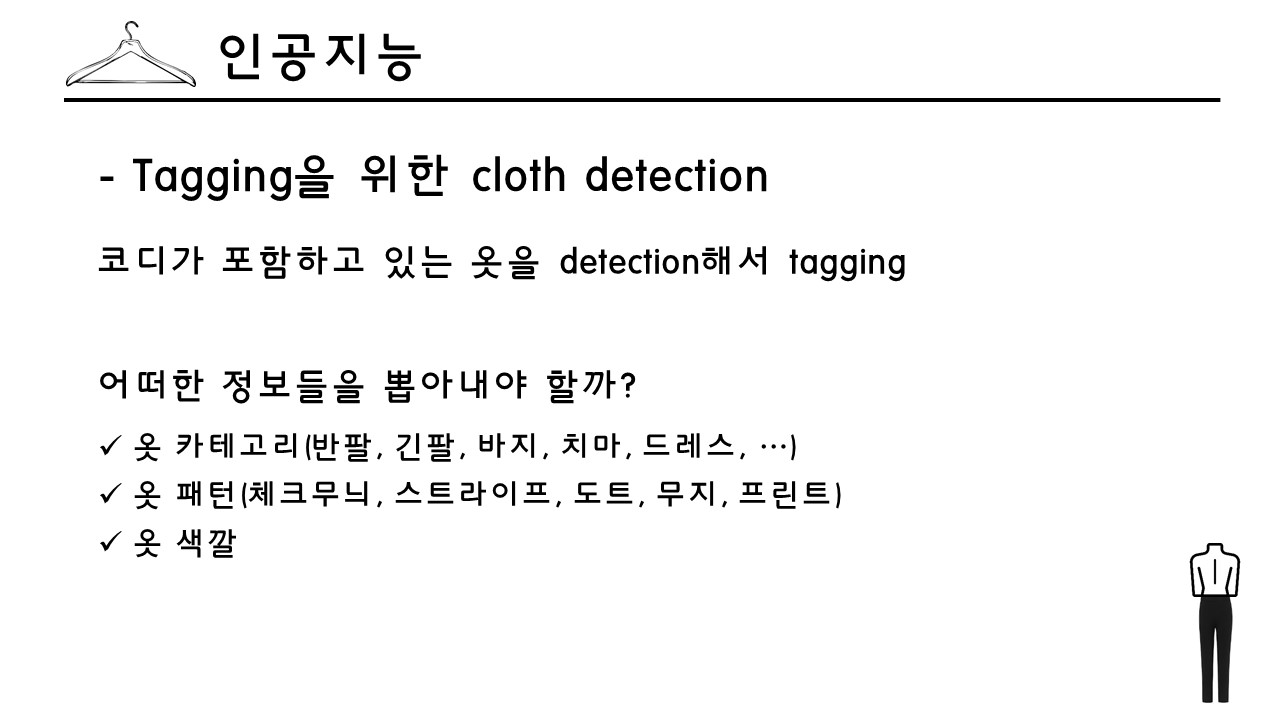 인공지능
- Tagging을 위한 cloth detection
코디가 포함하고 있는 옷을 detection해서 tagging
어떠한 정보들을 뽑아내야 할까?
✓ 옷 카테고리(반팔, 긴팔, 바지, 치마, 드레스, …)
✓ 옷 패턴(체크무늬, 스트라이프, 도트, 무지, 프린트)
✓ 옷 색깔